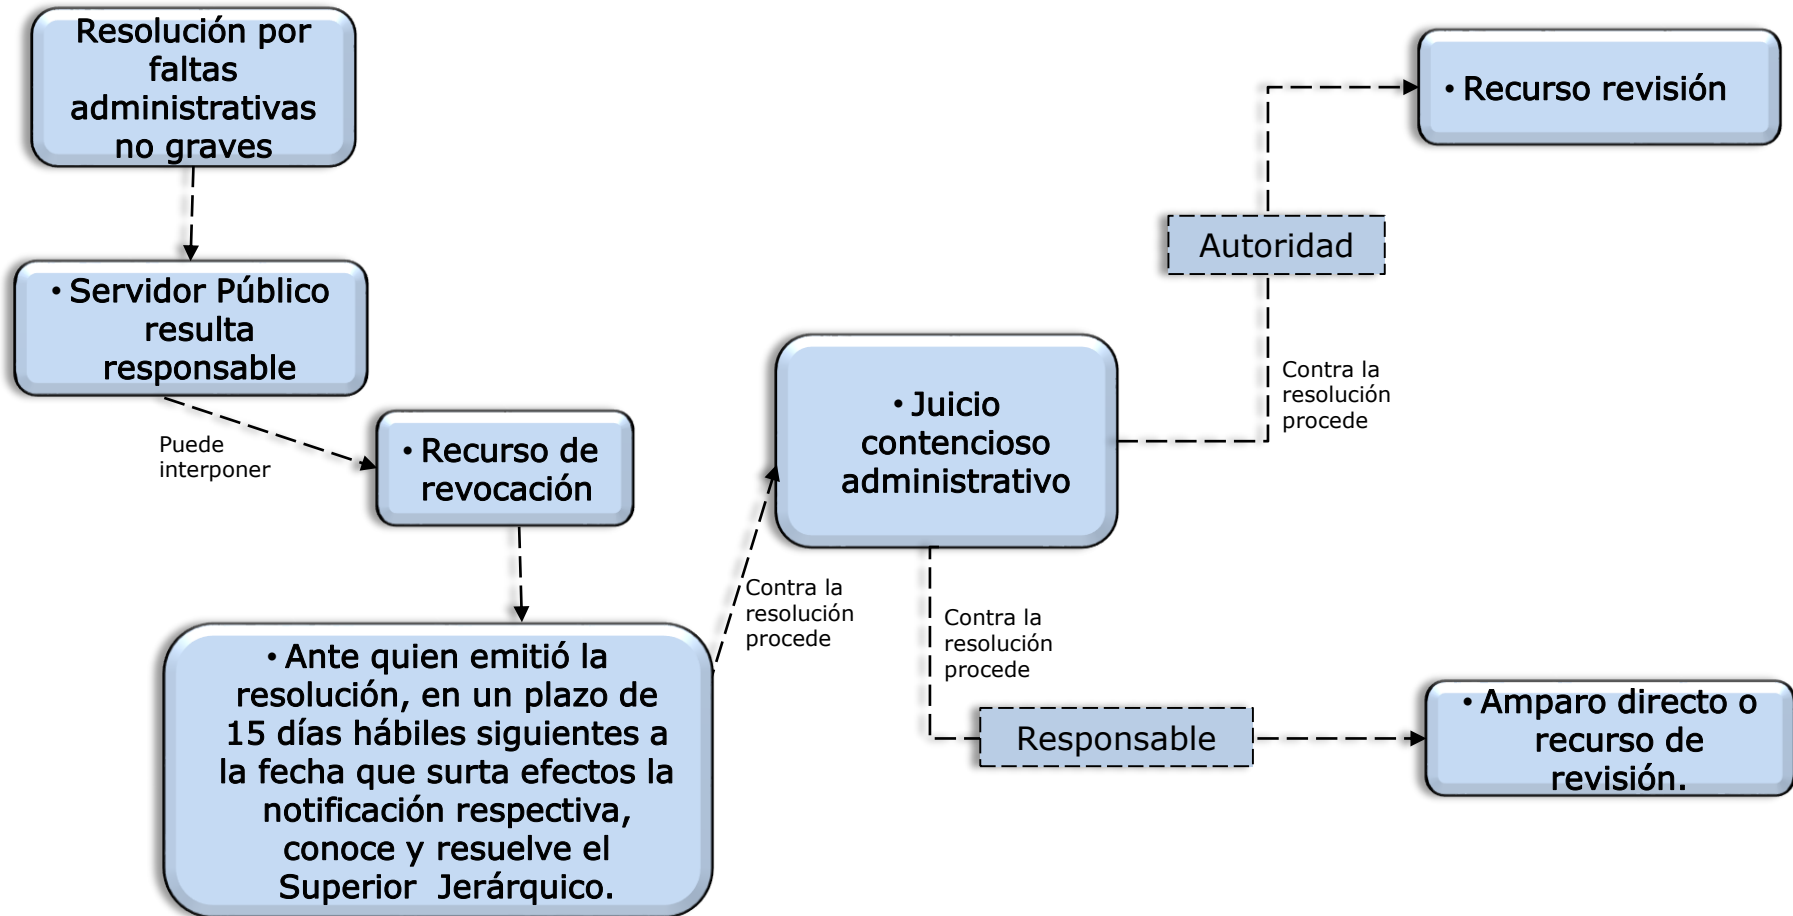 Resolución por
faltas
administrativas
no graves
• Servidor Público
resulta
responsable
Puede
interponer
• Recurso de
revocación
• Ante quien emitió la
resolución, en un plazo de
15 días hábiles siguientes a
la fecha que surta efectos la
notificación respectiva,
conoce y resuelve el
Superior Jerárquico.
Contra la
resolución
procede
• Juicio
contencioso
administrativo
Contra la
resolución
procede
Autoridad
• Recurso revisión
Contra la
resolución
procede
Responsable
• Amparo directo o
recurso de
revisión.